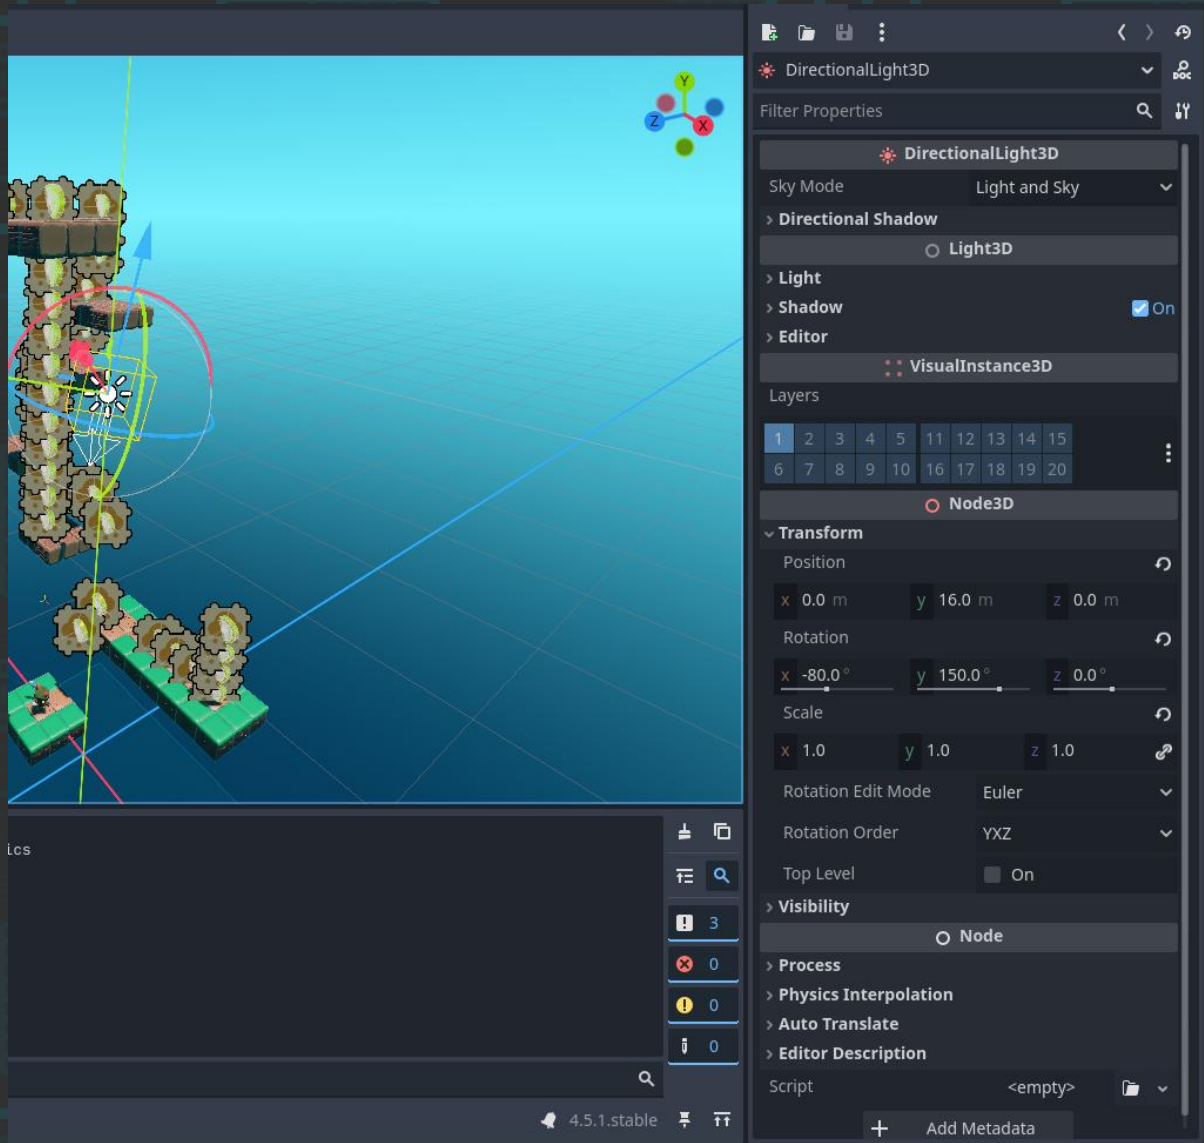 DirectionalLight3D
Filter Properties
DirectionalLight3D
Sky Mode Light and Sky
Directional Shadow
Light3D
Light
Shadow On
Editor
VisualInstance3D
Layers
1 2 3 4 5 11 12 13 14 15
6 7 8 9 10 16 17 18 19 20
Node3D
Transform
Position
x 0.0 m y 16.0 m z 0.0 m
Rotation
x -80.0 ° y 150.0 ° z 0.0 °
Scale
x 1.0 y 1.0 z 1.0
Rotation Edit Mode Euler
Rotation Order YXZ
Top Level On
Visibility
Node
Process
Physics Interpolation
Auto Translate
Editor Description
Script <empty>
Add Metadata
Y
Z X
ics
3
0
0
0
4.5.1.stable